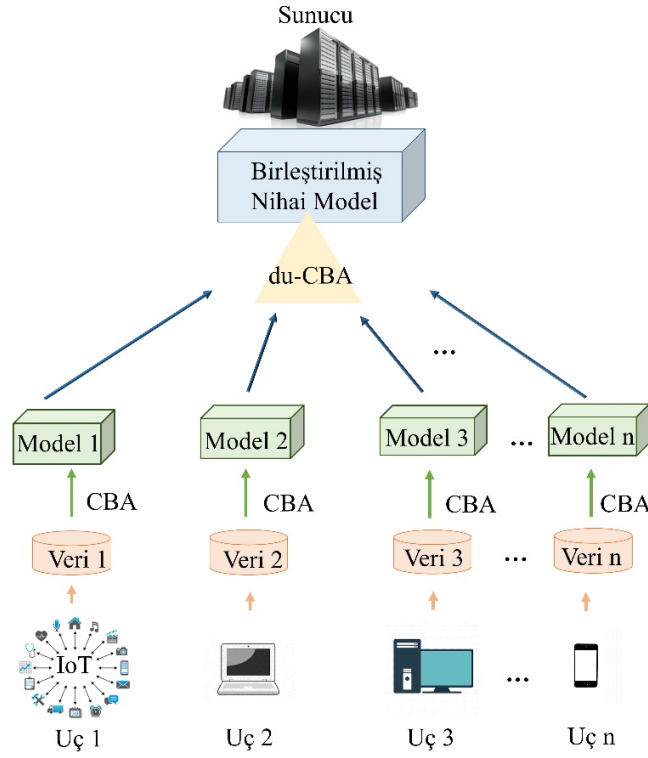 Sunucu
Birleştirilmiş
Nihai Model
du-CBA
...
Model 1
Model 2
Model 3
...
Model n
CBA
CBA
CBA
CBA
Veri 1
Veri 2
Veri 3
...
Veri n
IoT
...
Uç 1
Uç 2
Uç 3
Uç n